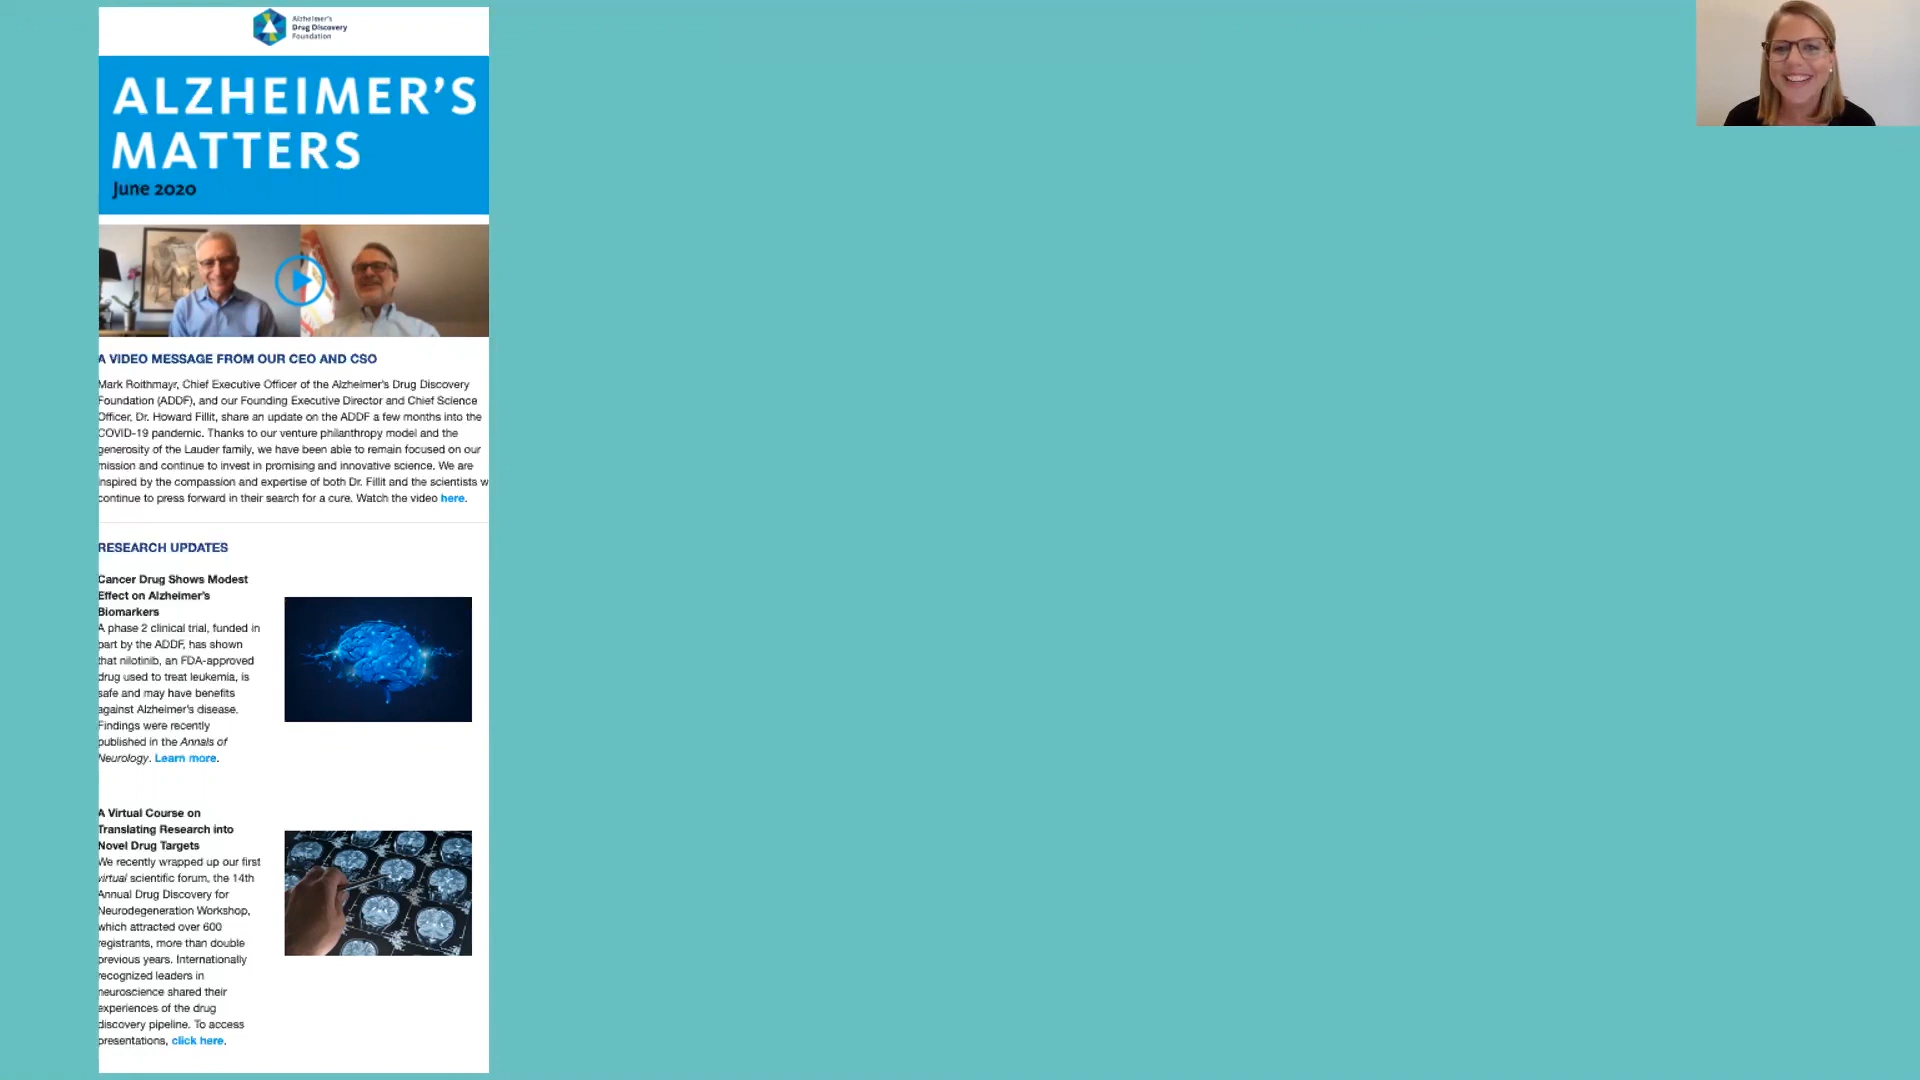 Alzheimer's
Drug Discovery
Foundation
ALZHEIMER'S
MATTERS
June 2020
A VIDEO MESSAGE FROM OUR CEO AND CSO
Mark Roithmayr, Chief Executive Officer of the Alzheimer's Drug Discovery
Foundation (ADDF), and our Founding Executive Director and Chief Science
Officer, Dr. Howard Fillit, share an update on the ADDF a few months into the
COVID-19 pandemic. Thanks to our venture philanthropy model and the
generosity of the Lauder family, we have been able to remain focused on our
mission and continue to invest in promising and innovative science. We are
inspired by the compassion and expertise of both Dr. Fillit and the scientists w
continue to press forward in their search for a cure. Watch the video here.
RESEARCH UPDATES
Cancer Drug Shows Modest
Effect on Alzheimer's
Biomarkers
A phase 2 clinical trial, funded in
part by the ADDF, has shown
that nilotinib, an FDA-approved
drug used to treat leukemia, is
safe and may have benefits
against Alzheimer's disease.
Findings were recently
published in the Annals of
Neurology. Learn more.
A Virtual Course on
Translating Research into
Novel Drug Targets
We recently wrapped up our first
virtual scientific forum, the 14th
Annual Drug Discovery for
Neurodegeneration Workshop,
which attracted over 600
registrants, more than double
previous years. Internationally
recognized leaders in
neuroscience shared their
experiences of the drug
discovery pipeline. To access
presentations, click here.